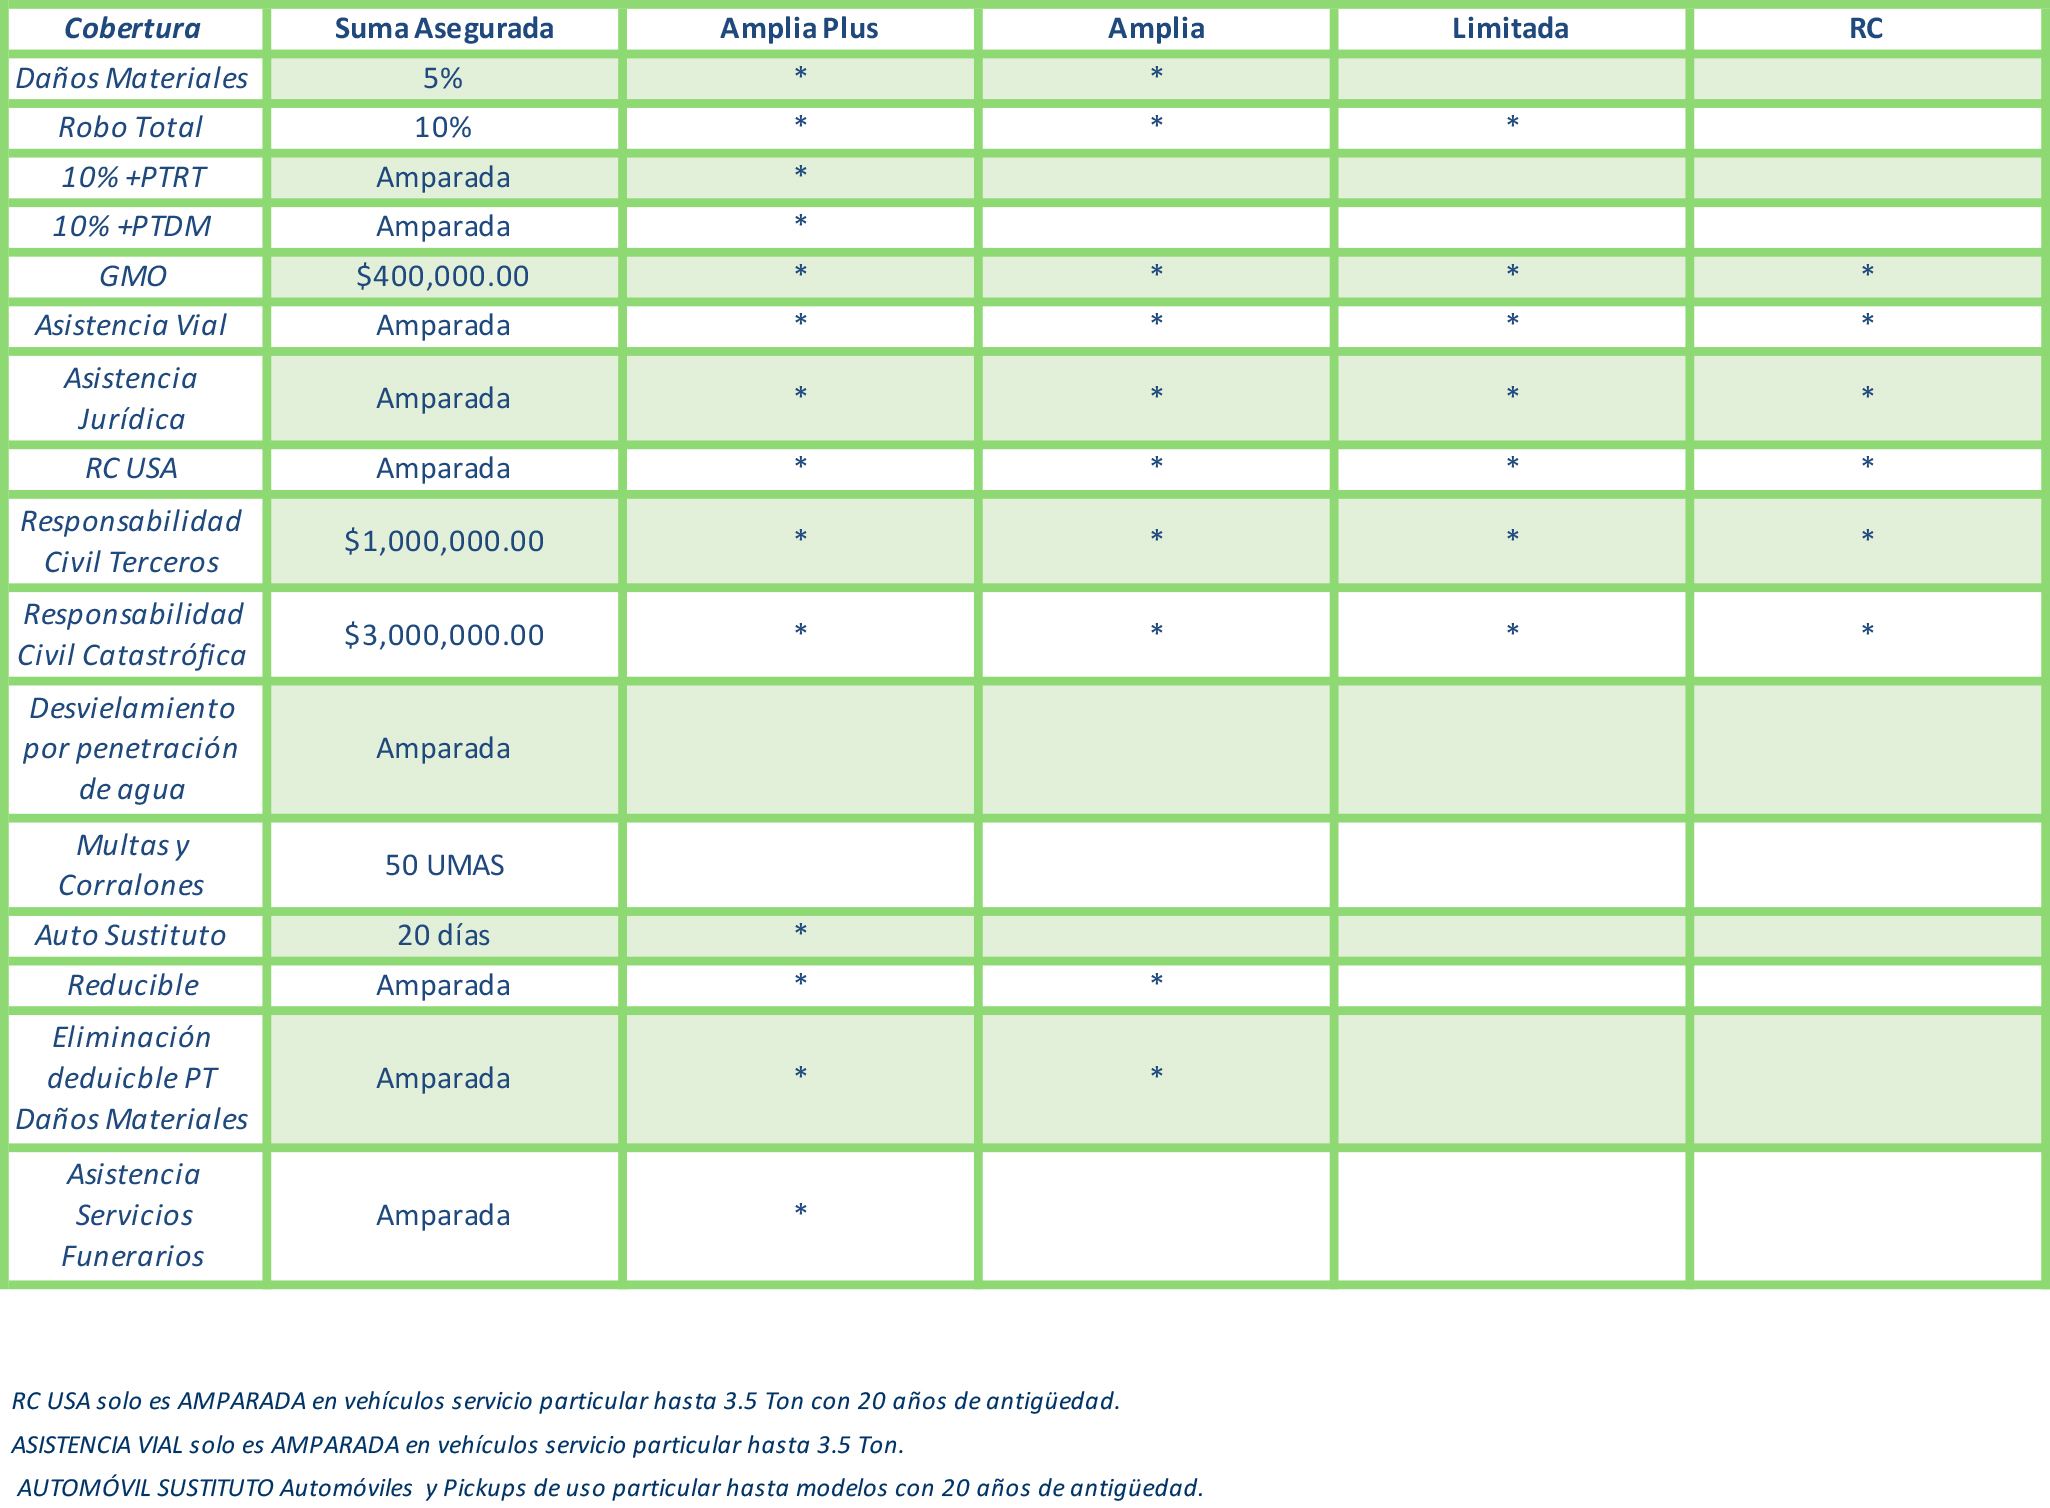 Cobertura Suma Asegurada Amplia Plus Amplia Limitada RC
Daños Materiales 5% * *
Robo Total 10% * * *
10% +PTRT Amparada *
10% +PTDM Amparada *
GMO $400,000.00 * * * *
Asistencia Vial Amparada * * * *
Asistencia
Jurídica Amparada * * * *
RC USA Amparada * * * *
Responsabilidad
Civil Terceros $1,000,000.00 * * * *
Responsabilidad
Civil Catastrófica $3,000,000.00 * * * *
Desvielamiento
por penetración Amparada
de agua
Multas y
Corralones 50 UMAS
Auto Sustituto 20 días *
Reducible Amparada * *
Eliminación
deduicble PT Amparada * *
Daños Materiales
Asistencia
Servicios Amparada *
Funerarios
RC USA solo es AMPARADA en vehículos servicio particular hasta 3.5 Ton con 20 años de antigüedad.
ASISTENCIA VIAL solo es AMPARADA en vehículos servicio particular hasta 3.5 Ton.
AUTOMÓVIL SUSTITUTO Automóviles y Pickups de uso particular hasta modelos con 20 años de antigüedad.